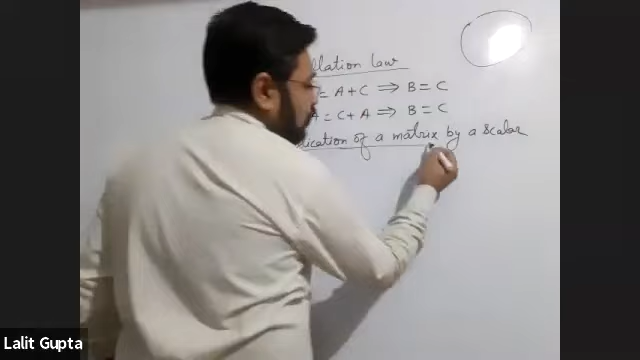 llation law
= A + C ⇒ B = C
A = C + A ⇒ B = C
lication of a matrix by a scalar
Lalit Gupta